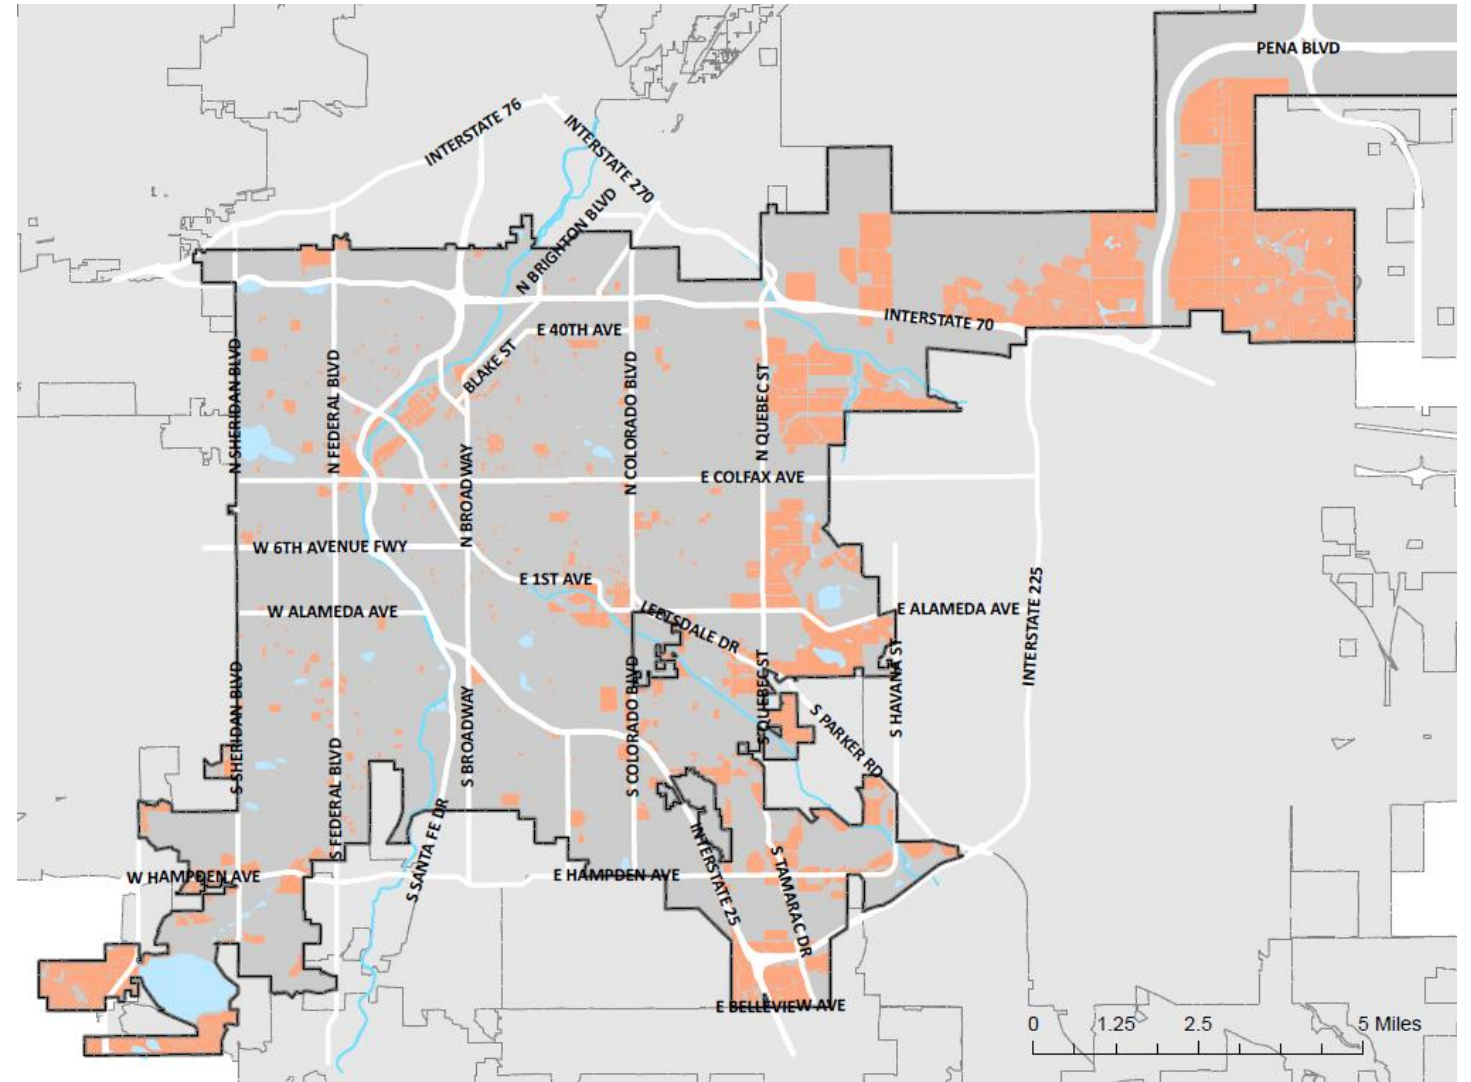 PENA BLVD
INTERSTATE 76
INTERSTATE 270
N BRIGHTON BLVD
INTERSTATE 70
E 40TH AVE
BLAKE ST
N SHERIDAN BLVD
N FEDERAL BLVD
N BROADWAY
N COLORADO BLVD
N QUEBEC ST
E COLFAX AVE
W 6TH AVENUE FWY
E 1ST AVE
W ALAMEDA AVE
LEETSDALE DR
E ALAMEDA AVE
INTERSTATE 225
S SHERIDAN BLVD
S FEDERAL BLVD
S BROADWAY
S COLORADO BLVD
S QUEBEC ST
S PARKER RD
S HAVANA ST
S SANTA FE DR
INTERSTATE 25
S TAMARAC DR
W HAMPDEN AVE
E HAMPDEN AVE
E BELLEVIEW AVE
0 1.25 2.5 5 Miles